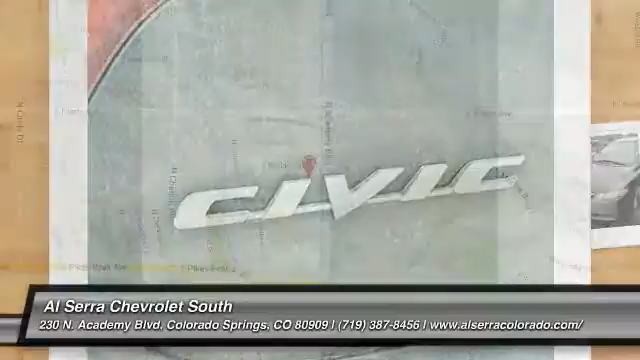 CIVIC
Al Serra Chevrolet South
230 N. Academy Blvd, Colorado Springs, CO 80909 | (719) 387-8456 | www.alserracolorado.com/